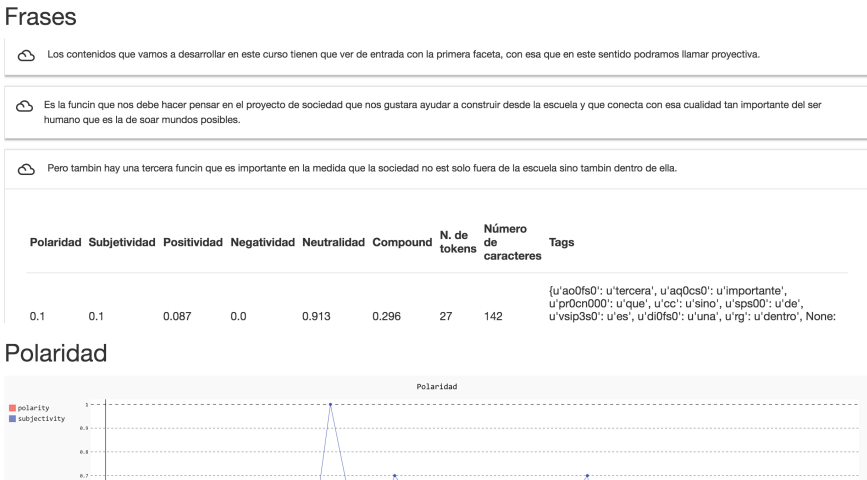 Frases
Los contenidos que vamos a desarrollar en este curso tienen que ver de entrada con la primera faceta, con esa que en este sentido podramos llamar proyectiva.
Es la funcin que nos debe hacer pensar en el proyecto de sociedad que nos gustara ayudar a construir desde la escuela y que conecta con esa cualidad tan importante del ser
humano que es la de soar mundos posibles.
Pero tambin hay una tercera funcin que es importante en la medida que la sociedad no est solo fuera de la escuela sino tambin dentro de ella.
Polaridad Subjetividad Positividad Negatividad Neutralidad Compound N. de tokens Número de caracteres Tags
{u'ao0fs0': u'tercera', u'aq0cs0': u'importante',
u'pr0cn000': u'que', u'cc': u'sino', u'sps00': u'de',
0.1 0.1 0.087 0.0 0.913 0.296 27 142 u'vsip3s0': u'es', u'di0fs0': u'una', u'rg': u'dentro', None:
Polaridad
Polaridad
polarity
subjectivity
1
0.9
0.8
0.7